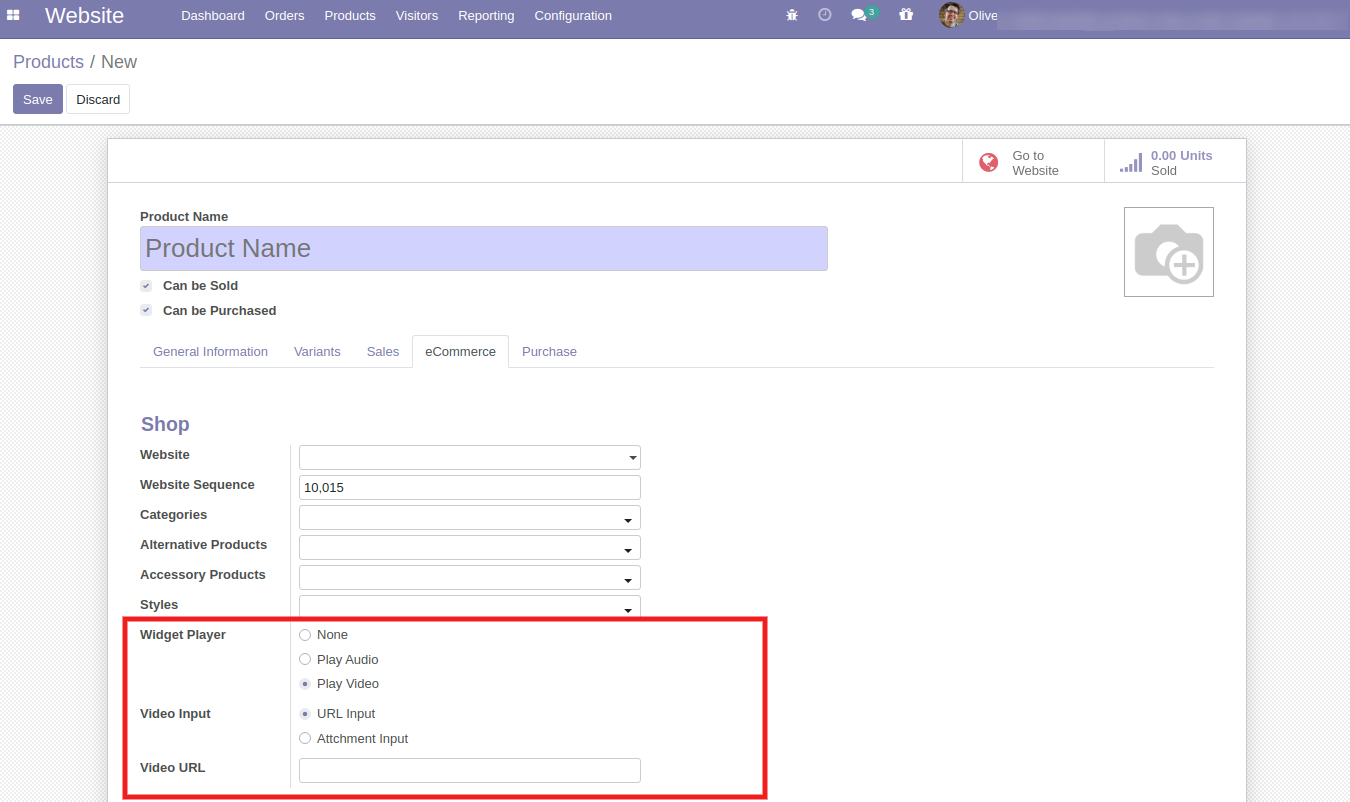 Website Dashboard Orders Products Visitors Reporting Configuration 3 Olive
Products / New
Save Discard
Go to Website 0.00 Units Sold
Product Name
Product Name
Can be Sold
Can be Purchased
General Information Variants Sales eCommerce Purchase
Shop
Website
Website Sequence 10,015
Categories
Alternative Products
Accessory Products
Styles
Widget Player None
Play Audio
Play Video
Video Input URL Input
Attchment Input
Video URL